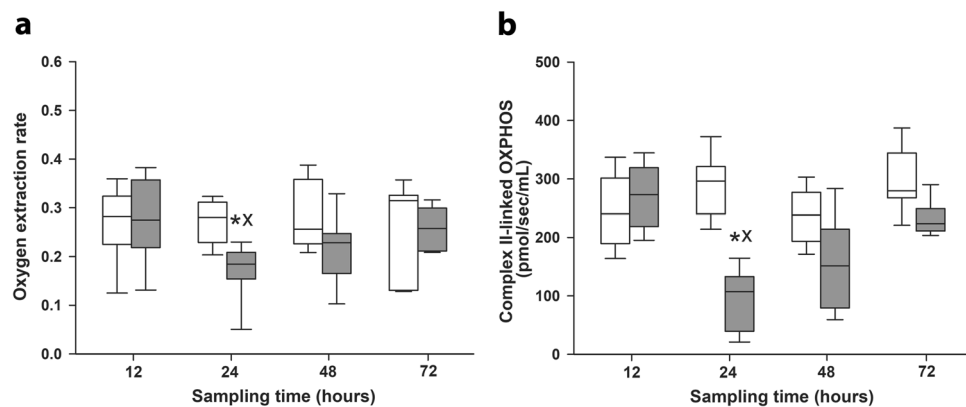 a
Oxygen extraction rate
0.6
0.5
0.4
0.3
0.2
0.1
0.0
*x
12 24 48 72
Sampling time (hours)
b
Complex II-linked OXPHOS
(pmol/sec/mL)
500
400
300
200
100
0
*x
12 24 48 72
Sampling time (hours)